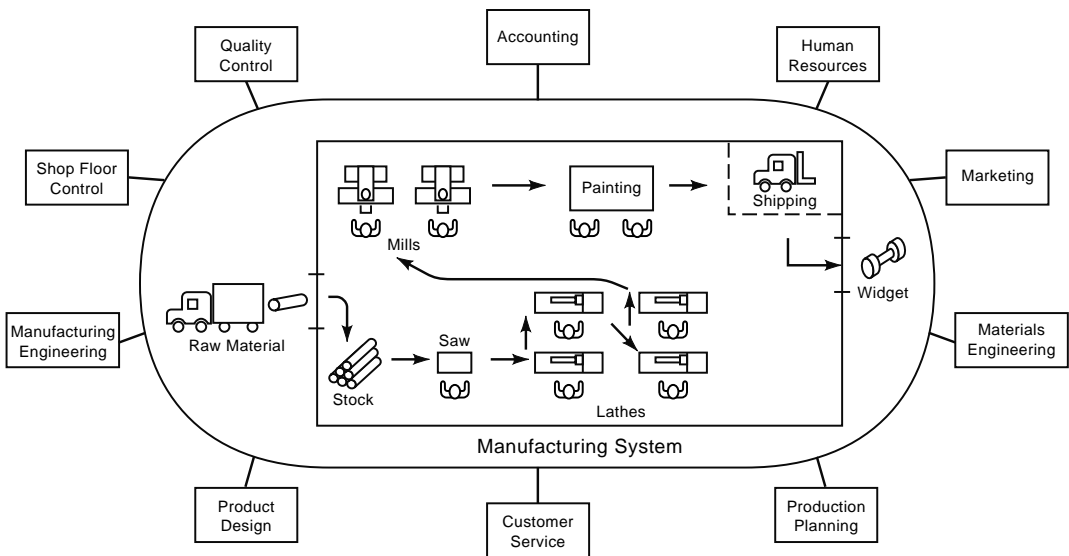 Accounting
Quality
Control
Human
Resources
Shop Floor
Control
Marketing
Painting
Shipping
Mills
Widget
Raw Material
Manufacturing
Engineering
Materials
Engineering
Saw
Stock
Lathes
Manufacturing System
Product
Design
Customer
Service
Production
Planning